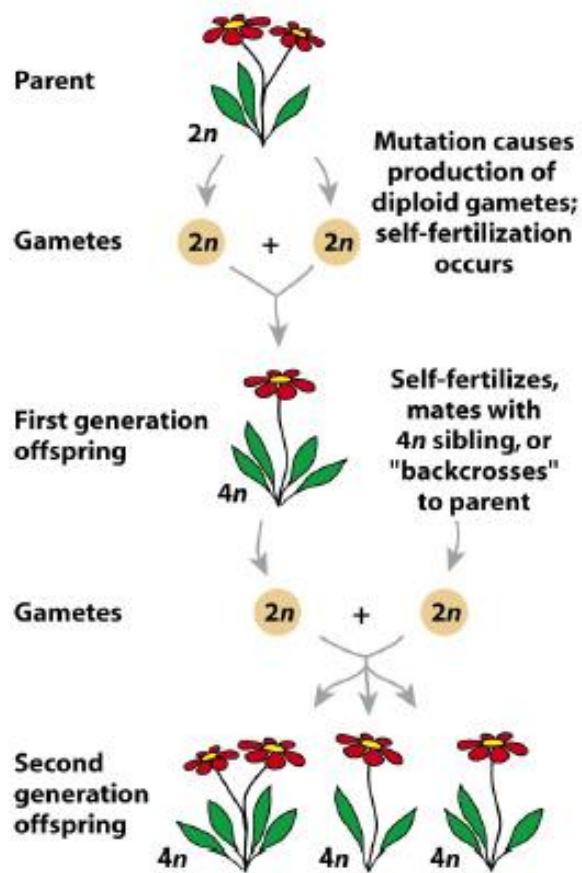 Parent
2n
Mutation causes
production of
diploid gametes;
self-fertilization
occurs
Gametes
2n + 2n
First generation
offspring
4n
Self-fertilizes,
mates with
4n sibling, or
"backcrosses"
to parent
Gametes
2n + 2n
Second
generation
offspring
4n 4n 4n